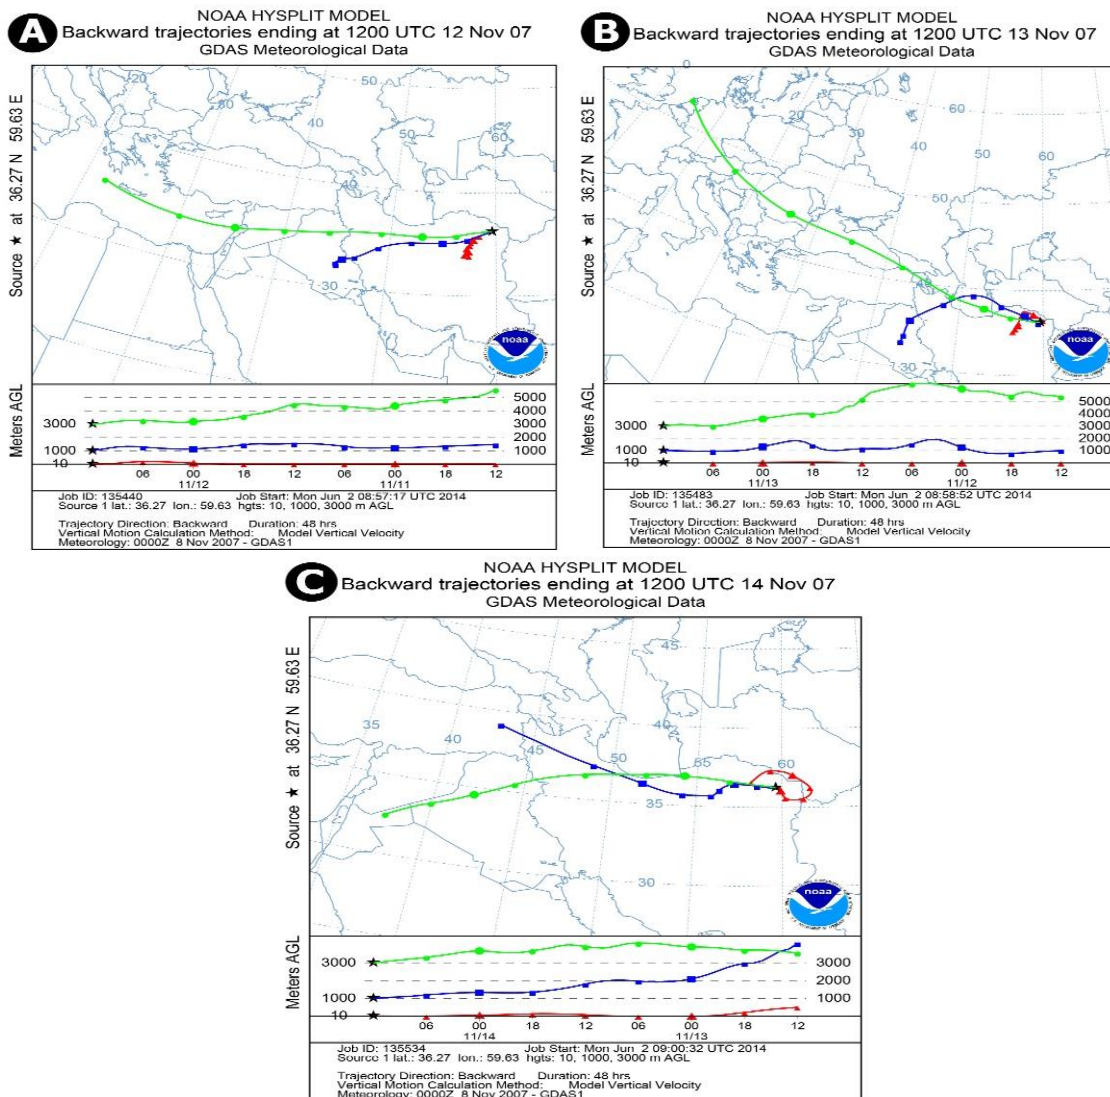 A
NOAA HYSPLIT MODEL
Backward trajectories ending at 1200 UTC 12 Nov 07
GDAS Meteorological Data
Source ★ at 36.27 N 59.63 E
20
30
40
50
50
60
40
30
noaa
Meters AGL
3000
1000
10
5000
4000
3000
2000
1000
06 00 18 12 06 00 18 12
11/12 11/11
Job ID: 135440 Job Start: Mon Jun 2 08:57:17 UTC 2014
Source 1 lat.: 36.27 lon.: 59.63 hgts: 10, 1000, 3000 m AGL
Trajectory Direction: Backward Duration: 48 hrs
Vertical Motion Calculation Method: Model Vertical Velocity
Meteorology: 0000Z 8 Nov 2007 - GDAS1
B
NOAA HYSPLIT MODEL
Backward trajectories ending at 1200 UTC 13 Nov 07
GDAS Meteorological Data
Source ★ at 36.27 N 59.63 E
0
10
20
30
40
50
60
60
50
40
40
30
noaa
Meters AGL
3000
1000
10
5000
4000
3000
2000
1000
06 00 18 12 06 00 18 12
11/13 11/12
Job ID: 135483 Job Start: Mon Jun 2 08:58:52 UTC 2014
Source 1 lat.: 36.27 lon.: 59.63 hgts: 10, 1000, 3000 m AGL
Trajectory Direction: Backward Duration: 48 hrs
Vertical Motion Calculation Method: Model Vertical Velocity
Meteorology: 0000Z 8 Nov 2007 - GDAS1
C
NOAA HYSPLIT MODEL
Backward trajectories ending at 1200 UTC 14 Nov 07
GDAS Meteorological Data
Source ★ at 36.27 N 59.63 E
45
35
40
40
45
50
55
60
35
30
noaa
Meters AGL
3000
1000
10
3000
2000
1000
06 00 18 12 06 00 18 12
11/14 11/13
Job ID: 135534 Job Start: Mon Jun 2 09:00:32 UTC 2014
Source 1 lat.: 36.27 lon.: 59.63 hgts: 10, 1000, 3000 m AGL
Trajectory Direction: Backward Duration: 48 hrs
Vertical Motion Calculation Method: Model Vertical Velocity
Meteorology: 0000Z 8 Nov 2007 - GDAS1